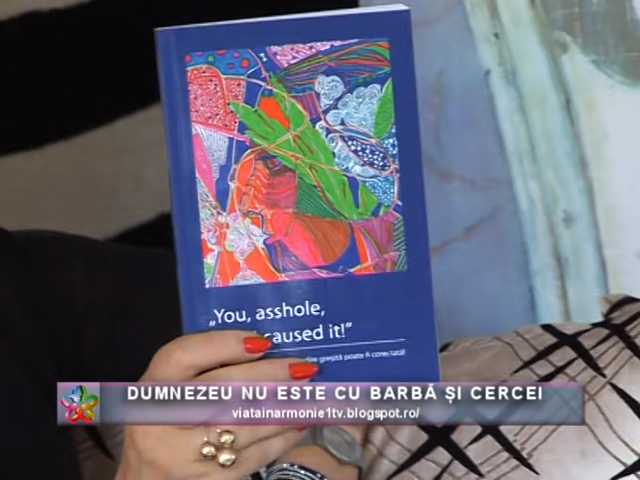 „You, asshole,
caused it!”
greșită poate fi corectată!
DUMNEZEU NU ESTE CU BARBĂ ȘI CERCEI
viatainarmonie1tv.blogspot.ro/